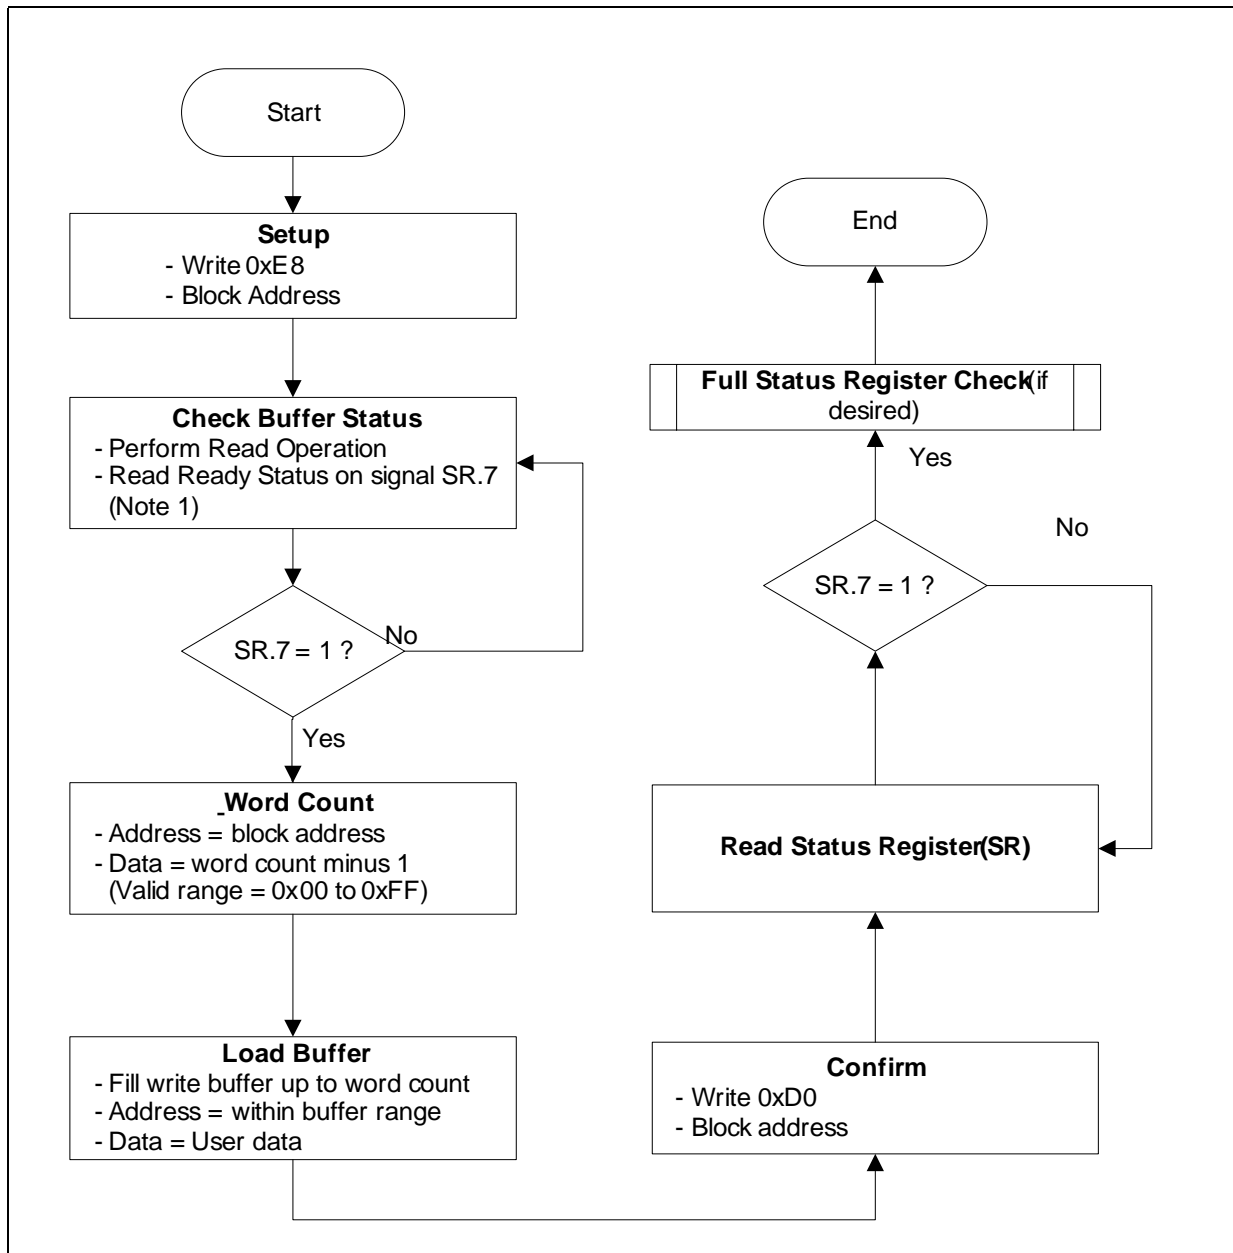 Start
Setup
- Write 0xE8
- Block Address
Check Buffer Status
- Perform Read Operation
- Read Ready Status on signal SR.7
(Note 1)
SR.7 = 1 ?
No
Yes
_Word Count
- Address = block address
- Data = word count minus 1
(Valid range = 0x00 to 0xFF)
Load Buffer
- Fill write buffer up to word count
- Address = within buffer range
- Data = User data
End
Full Status Register Check(if
desired)
Yes
No
SR.7 = 1 ?
Read Status Register(SR)
Confirm
- Write 0xD0
- Block address